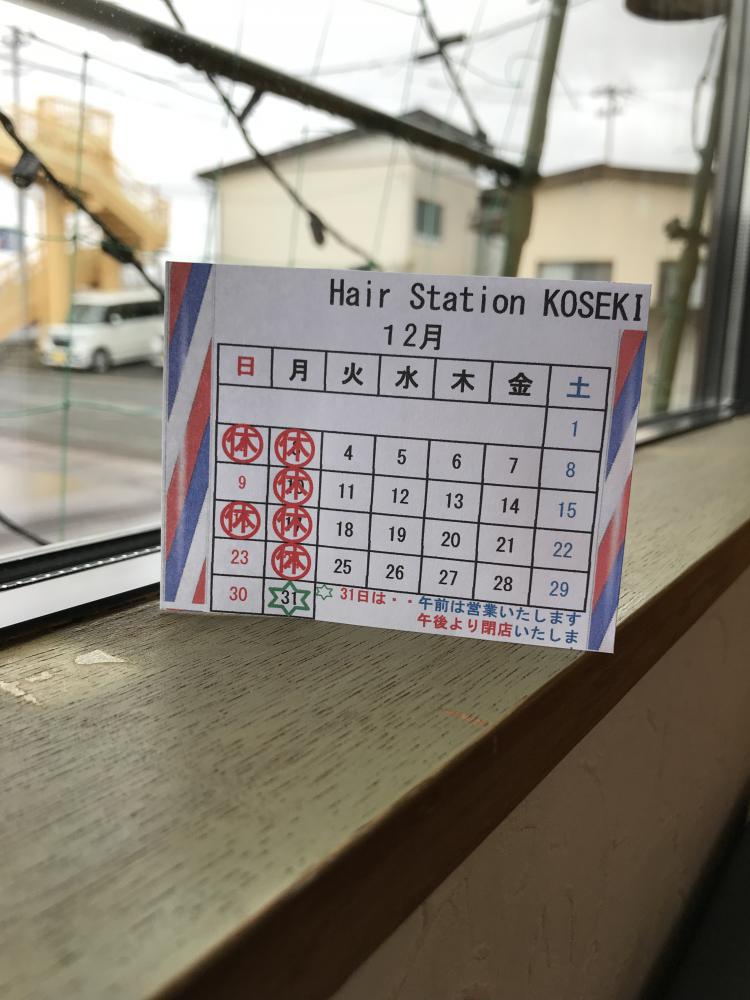 Hair Station KOSEKI
12月
日 月 火 水 木 金 土
1
休 休 4 5 6 7 8
9 休 11 12 13 14 15
休 休 18 19 20 21 22
23 休 25 26 27 28 29
30 31 31日は・・午前は営業いたします
午後より閉店いたしま